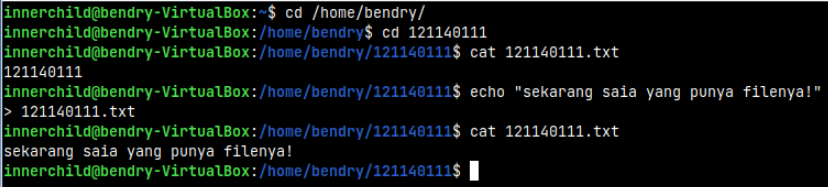 innerchild@bendry-VirtualBox:~$ cd /home/bendry/
innerchild@bendry-VirtualBox:/home/bendry$ cd 121140111
innerchild@bendry-VirtualBox:/home/bendry/121140111$ cat 121140111.txt
121140111
innerchild@bendry-VirtualBox:/home/bendry/121140111$ echo "sekarang saia yang punya filenya!"
> 121140111.txt
innerchild@bendry-VirtualBox:/home/bendry/121140111$ cat 121140111.txt
sekarang saia yang punya filenya!
innerchild@bendry-VirtualBox:/home/bendry/121140111$